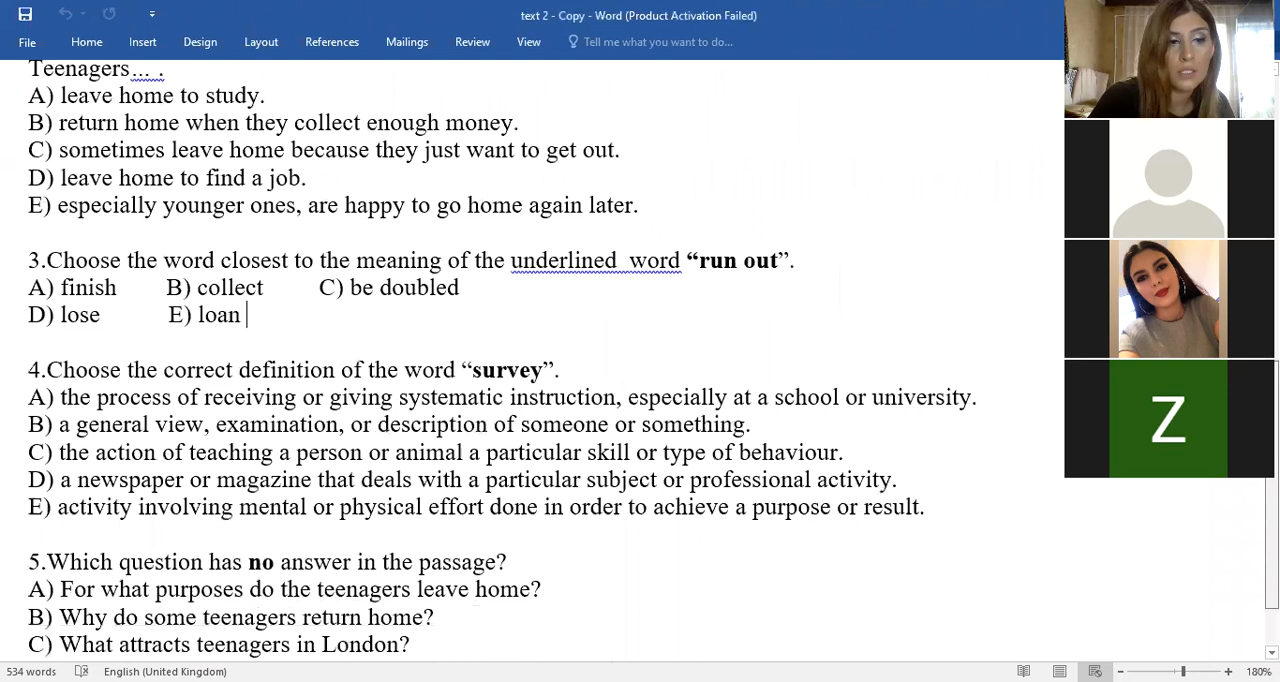 text 2 - Copy - Word (Product Activation Failed)
File Home Insert Design Layout References Mailings Review View Tell me what you want to do...
Teenagers... .
A) leave home to study.
B) return home when they collect enough money.
C) sometimes leave home because they just want to get out.
D) leave home to find a job.
E) especially younger ones, are happy to go home again later.
3.Choose the word closest to the meaning of the underlined word “run out”.
A) finish B) collect C) be doubled
D) lose E) loan
4.Choose the correct definition of the word “survey”.
A) the process of receiving or giving systematic instruction, especially at a school or university.
B) a general view, examination, or description of someone or something.
C) the action of teaching a person or animal a particular skill or type of behaviour.
D) a newspaper or magazine that deals with a particular subject or professional activity.
E) activity involving mental or physical effort done in order to achieve a purpose or result.
5.Which question has no answer in the passage?
A) For what purposes do the teenagers leave home?
B) Why do some teenagers return home?
C) What attracts teenagers in London?
Z
534 words English (United Kingdom) 180%